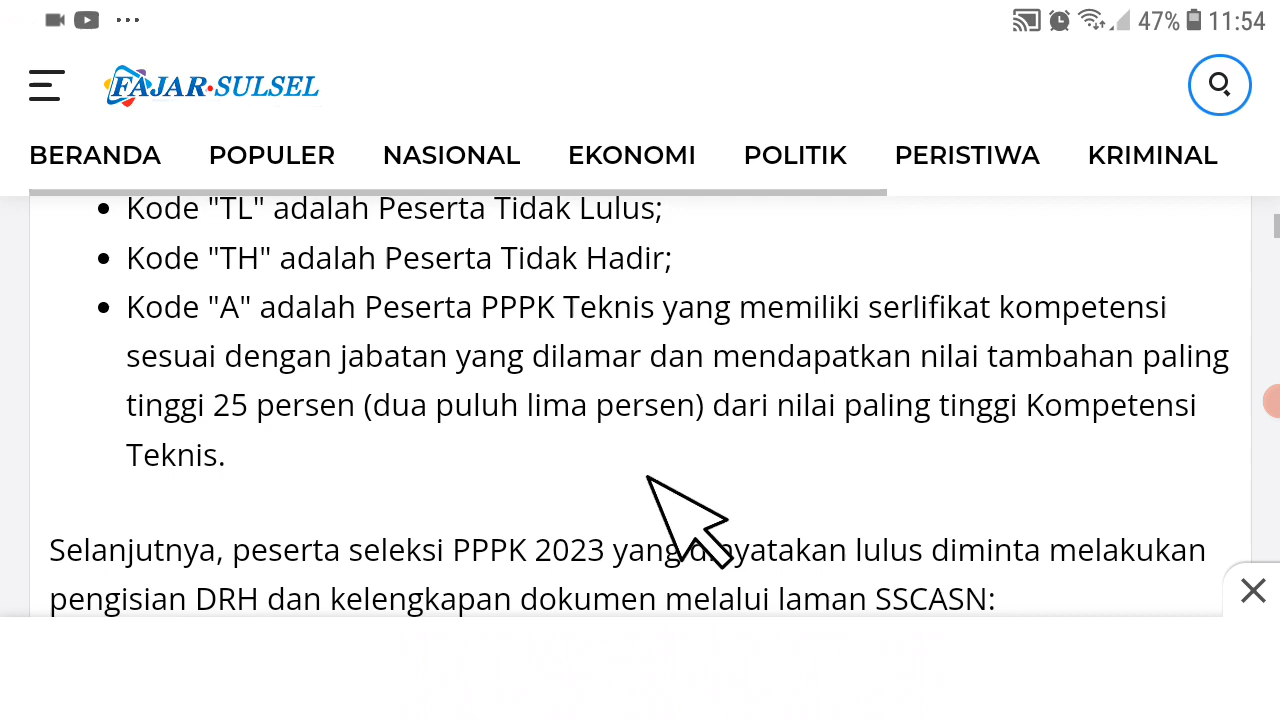 47% 11:54
FAJAR SULSEL
BERANDA POPULER NASIONAL EKONOMI POLITIK PERISTIWA KRIMINAL
Kode "TL" adalah Peserta Tidak Lulus;
Kode "TH" adalah Peserta Tidak Hadir;
Kode "A" adalah Peserta PPPK Teknis yang memiliki serlifikat kompetensi
sesuai dengan jabatan yang dilamar dan mendapatkan nilai tambahan paling
tinggi 25 persen (dua puluh lima persen) dari nilai paling tinggi Kompetensi
Teknis.
Selanjutnya, peserta seleksi PPPK 2023 yang dinyatakan lulus diminta melakukan
pengisian DRH dan kelengkapan dokumen melalui laman SSCASN: